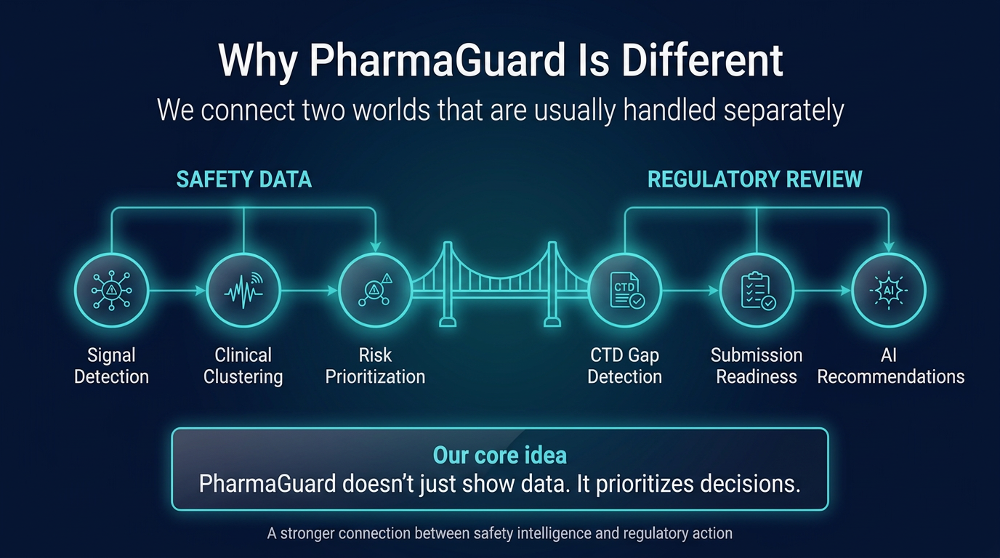 Why PharmaGuard Is Different
We connect two worlds that are usually handled separately
SAFETY DATA
REGULATORY REVIEW
CTD
AI
Signal
Detection
Clinical
Clustering
Risk
Prioritization
CTD Gap
Detection
Submission
Readiness
AI
Recommendations
Our core idea
PharmaGuard doesn’t just show data. It prioritizes decisions.
A stronger connection between safety intelligence and regulatory action